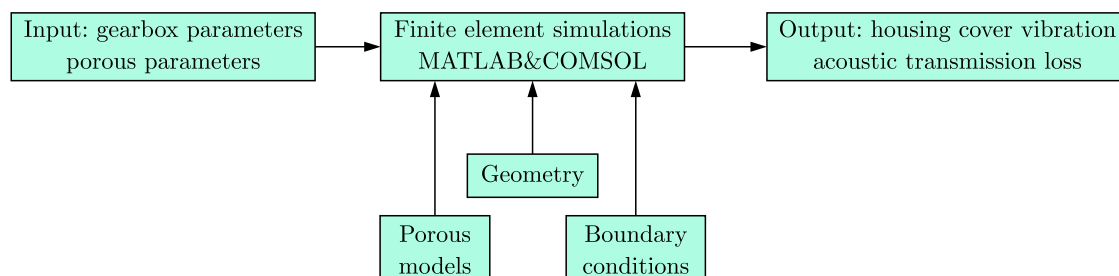 Input: gearbox parameters
porous parameters
Finite element simulations
MATLAB&COMSOL
Output: housing cover vibration
acoustic transmission loss
Geometry
Porous
models
Boundary
conditions